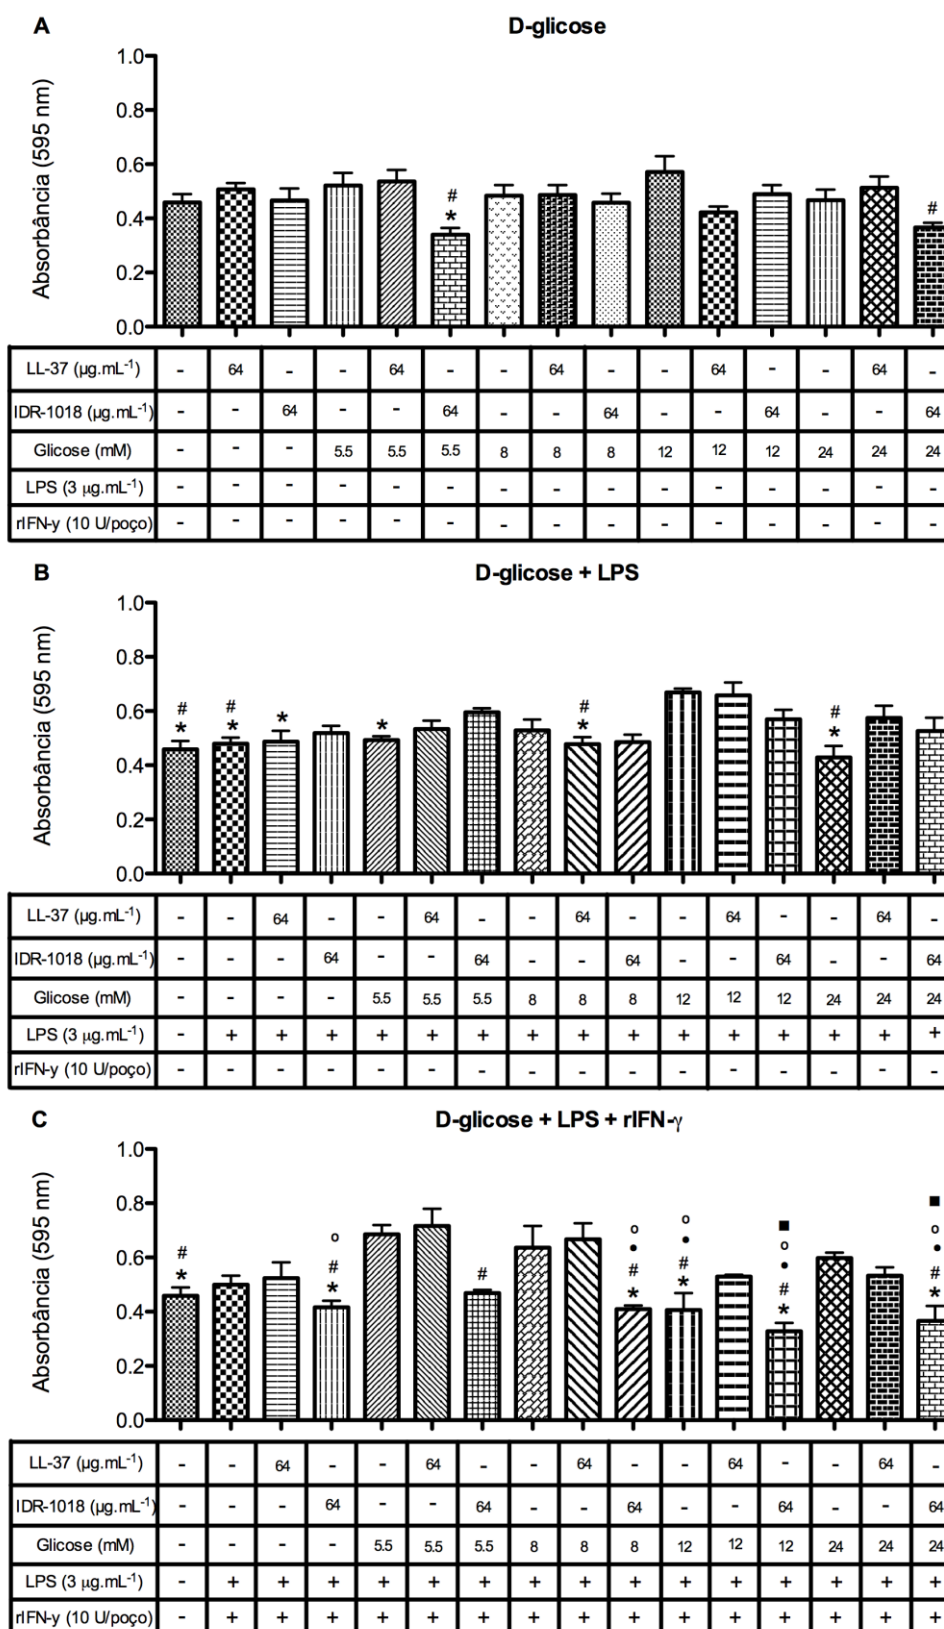 A
D-glicose
Absorbância (595 nm)
1.0
0.8
0.6
0.4
0.2
0.0
#
*
#
LL-37 (µg.mL-1) - 64 - - 64 - - 64 - - 64 - - 64 -
IDR-1018 (µg.mL-1) - - 64 - - 64 - - 64 - - 64 - - 64
Glicose (mM) - - - 5.5 5.5 5.5 8 8 8 12 12 12 24 24 24
LPS (3 µg.mL-1) - - - - - - - - - - - - - - -
rIFN-y (10 U/poço) - - - - - - - - - - - - - - -
B
D-glicose + LPS
Absorbância (595 nm)
1.0
0.8
0.6
0.4
0.2
0.0
# # # #
* * * * * *
LL-37 (µg.mL-1) - - 64 - - 64 - - 64 - - 64 - - 64 -
IDR-1018 (µg.mL-1) - - - 64 - - 64 - - 64 - - 64 - - 64
Glicose (mM) - - - - 5.5 5.5 5.5 8 8 8 12 12 12 24 24 24
LPS (3 µg.mL-1) - + + + + + + + + + + + + + + +
rIFN-y (10 U/poço) - - - - - - - - - - - - - - - -
C
D-glicose + LPS + rIFN-γ
Absorbância (595 nm)
1.0
0.8
0.6
0.4
0.2
0.0
■ ■
o o o o o
• • • •
# # # # # # #
* * * * * *
LL-37 (µg.mL-1) - - 64 - - 64 - - 64 - - 64 - - 64 -
IDR-1018 (µg.mL-1) - - - 64 - - 64 - - 64 - - 64 - - 64
Glicose (mM) - - - - 5.5 5.5 5.5 8 8 8 12 12 12 24 24 24
LPS (3 µg.mL-1) - + + + + + + + + + + + + + + +
rIFN-y (10 U/poço) - + + + + + + + + + + + + + + +